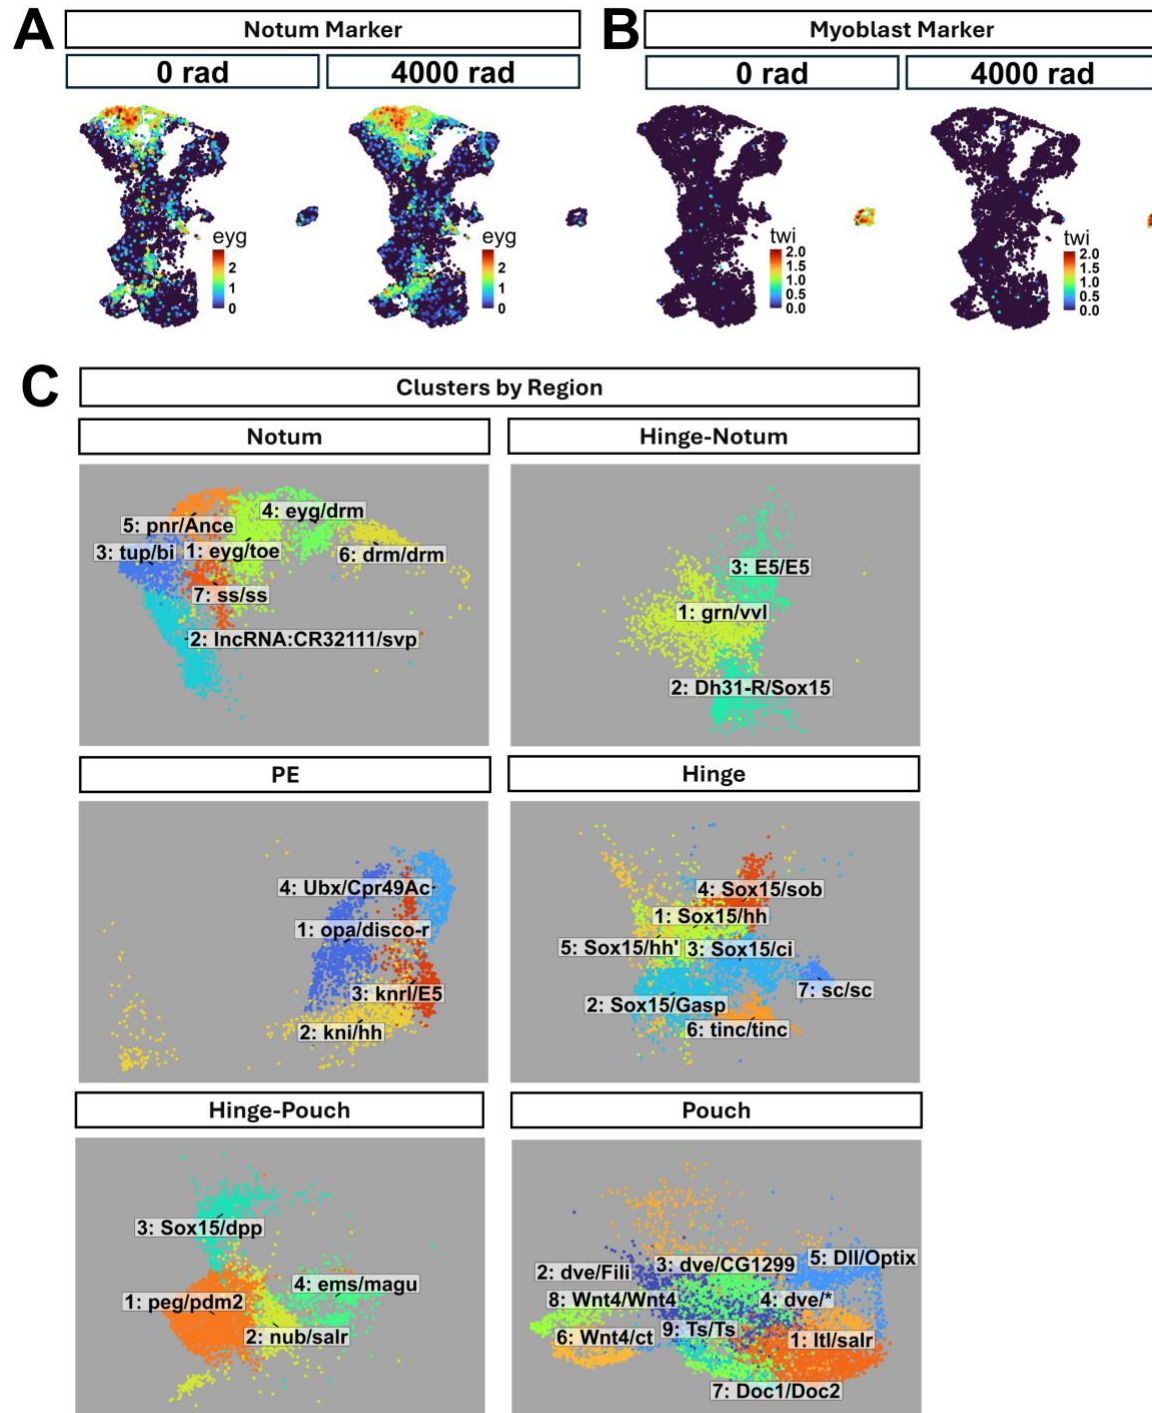 A
Notum Marker
0 rad
4000 rad
eyg
2
1
0
eyg
2
1
0
B
Myoblast Marker
0 rad
4000 rad
twi
2.0
1.5
1.0
0.5
0.0
twi
2.0
1.5
1.0
0.5
0.0
C
Clusters by Region
Notum
4: eyg/drm
5: pnr/Ance
3: tup/bi
1: eyg/toe
6: drm/drm
7: ss/ss
2: lncRNA:CR32111/svp
Hinge-Notum
3: E5/E5
1: grn/vvl
2: Dh31-R/Sox15
PE
4: Ubx/Cpr49Ac
1: opa/disco-r
3: knrl/E5
2: kni/hh
Hinge
4: Sox15/sob
1: Sox15/hh
5: Sox15/hh'
3: Sox15/ci
7: sc/sc
2: Sox15/Gasp
6: tinc/tinc
Hinge-Pouch
3: Sox15/dpp
4: ems/magu
1: peg/pdm2
2: nub/salr
Pouch
5: Dll/Optix
3: dve/CG1299
2: dve/Fili
8: Wnt4/Wnt4
4: dve/*
9: Ts/Ts
6: Wnt4/ct
1: ltl/salr
7: Doc1/Doc2